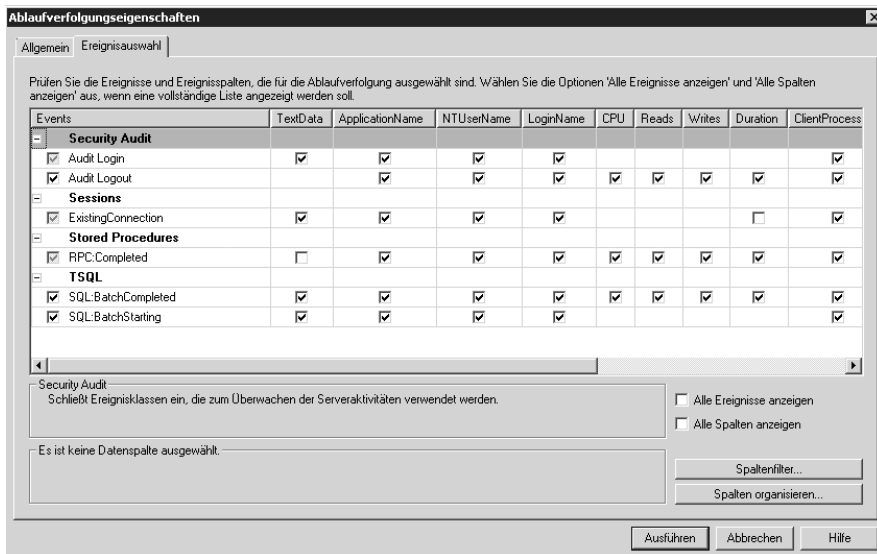 Ablaufverfolgungseigenschaften
Allgemein Ereignisauswahl
Prüfen Sie die Ereignisse und Ereignisspalten, die für die Ablaufverfolgung ausgewählt sind. Wählen Sie die Optionen 'Alle Ereignisse anzeigen' und 'Alle Spalten
anzeigen' aus, wenn eine vollständige Liste angezeigt werden soll.
Events TextData ApplicationName NTUserName LoginName CPU Reads Writes Duration ClientProcess
Security Audit
Audit Login
Audit Logout
Sessions
ExistingConnection
Stored Procedures
RPC:Completed
TSQL
SQL:BatchCompleted
SQL:BatchStarting
Security Audit
Schließt Ereignisklassen ein, die zum Überwachen der Serveraktivitäten verwendet werden.
Alle Ereignisse anzeigen
Alle Spalten anzeigen
Es ist keine Datenspalte ausgewählt.
Spaltenfilter...
Spalten organisieren...
Ausführen Abbrechen Hilfe